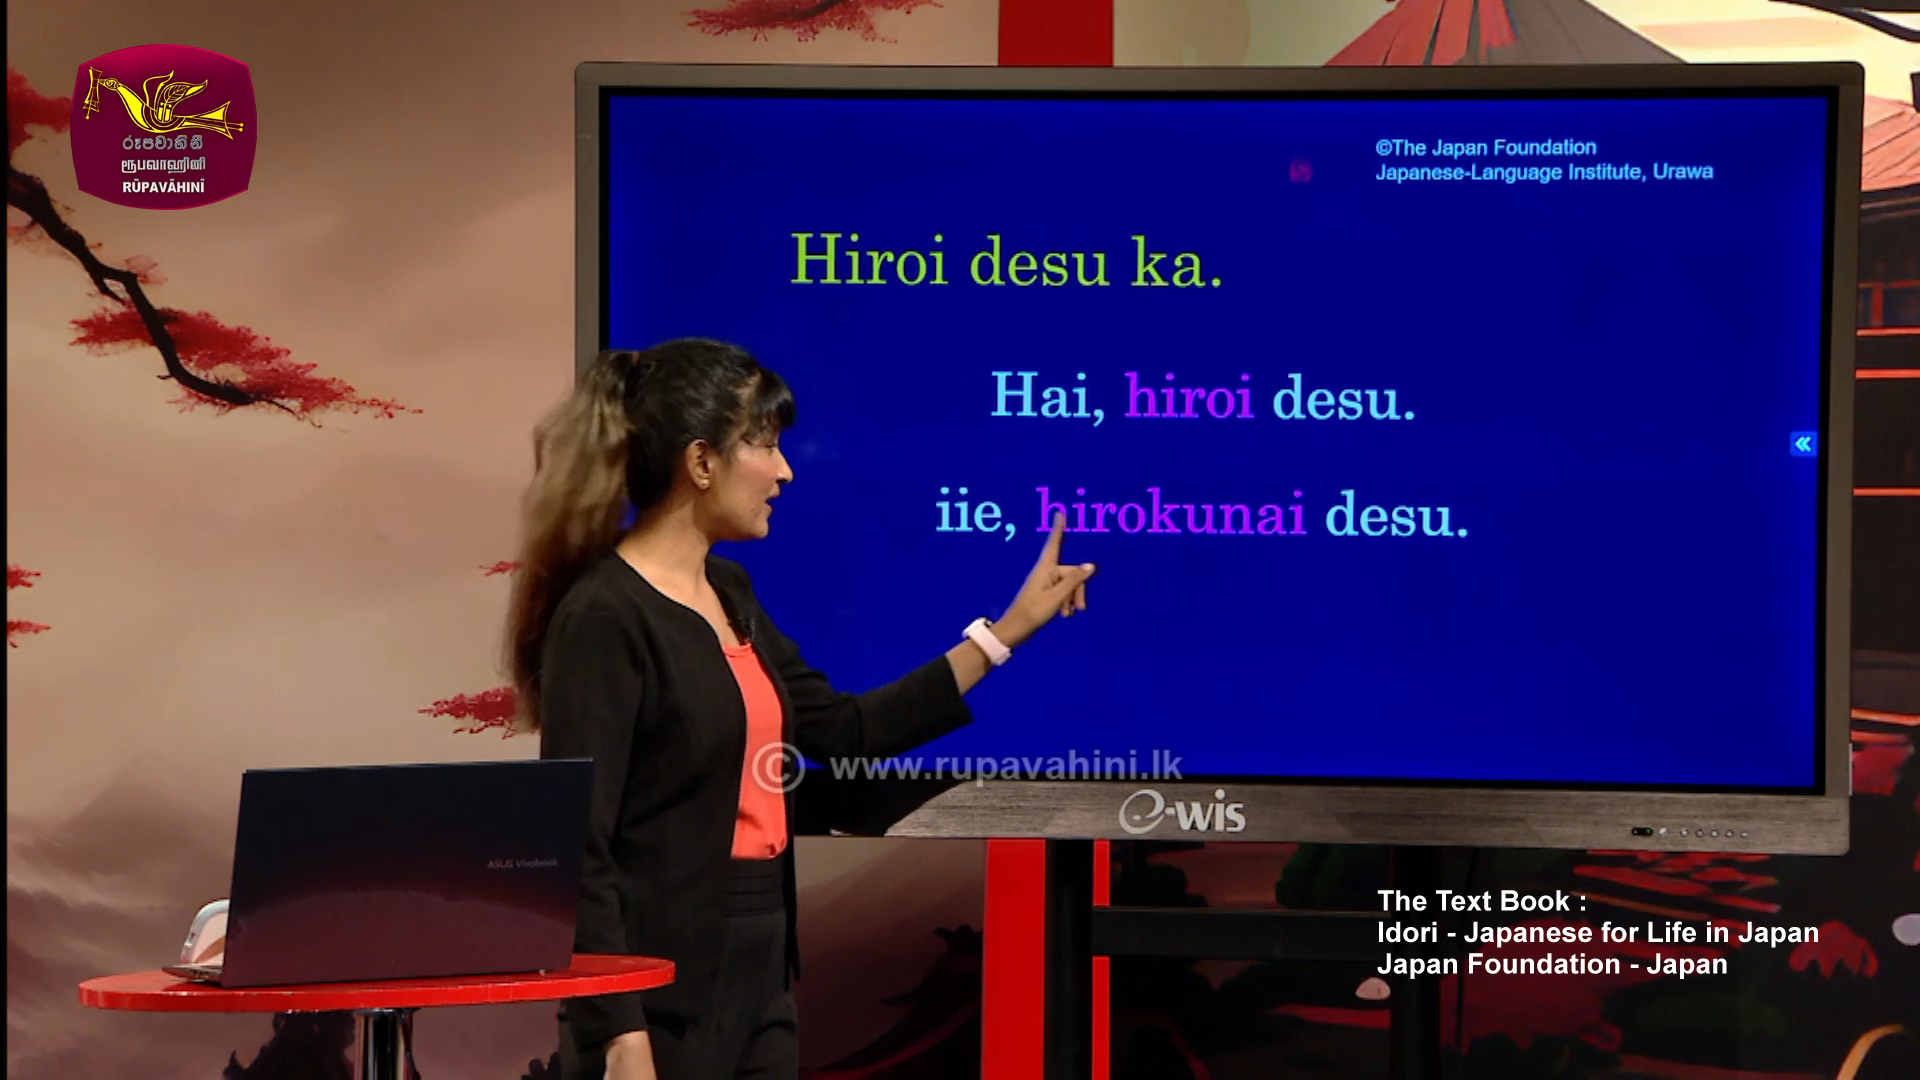 රූපවාහිනී
ரூபவாஹினி
RŪPAVĀHINĪ
©The Japan Foundation
Japanese-Language Institute, Urawa
Hiroi desu ka.
Hai, hiroi desu.
iie, hirokunai desu.
© www.rupavahini.lk
e-wis
ASUS Vivobook
The Text Book :
Idori - Japanese for Life in Japan
Japan Foundation - Japan